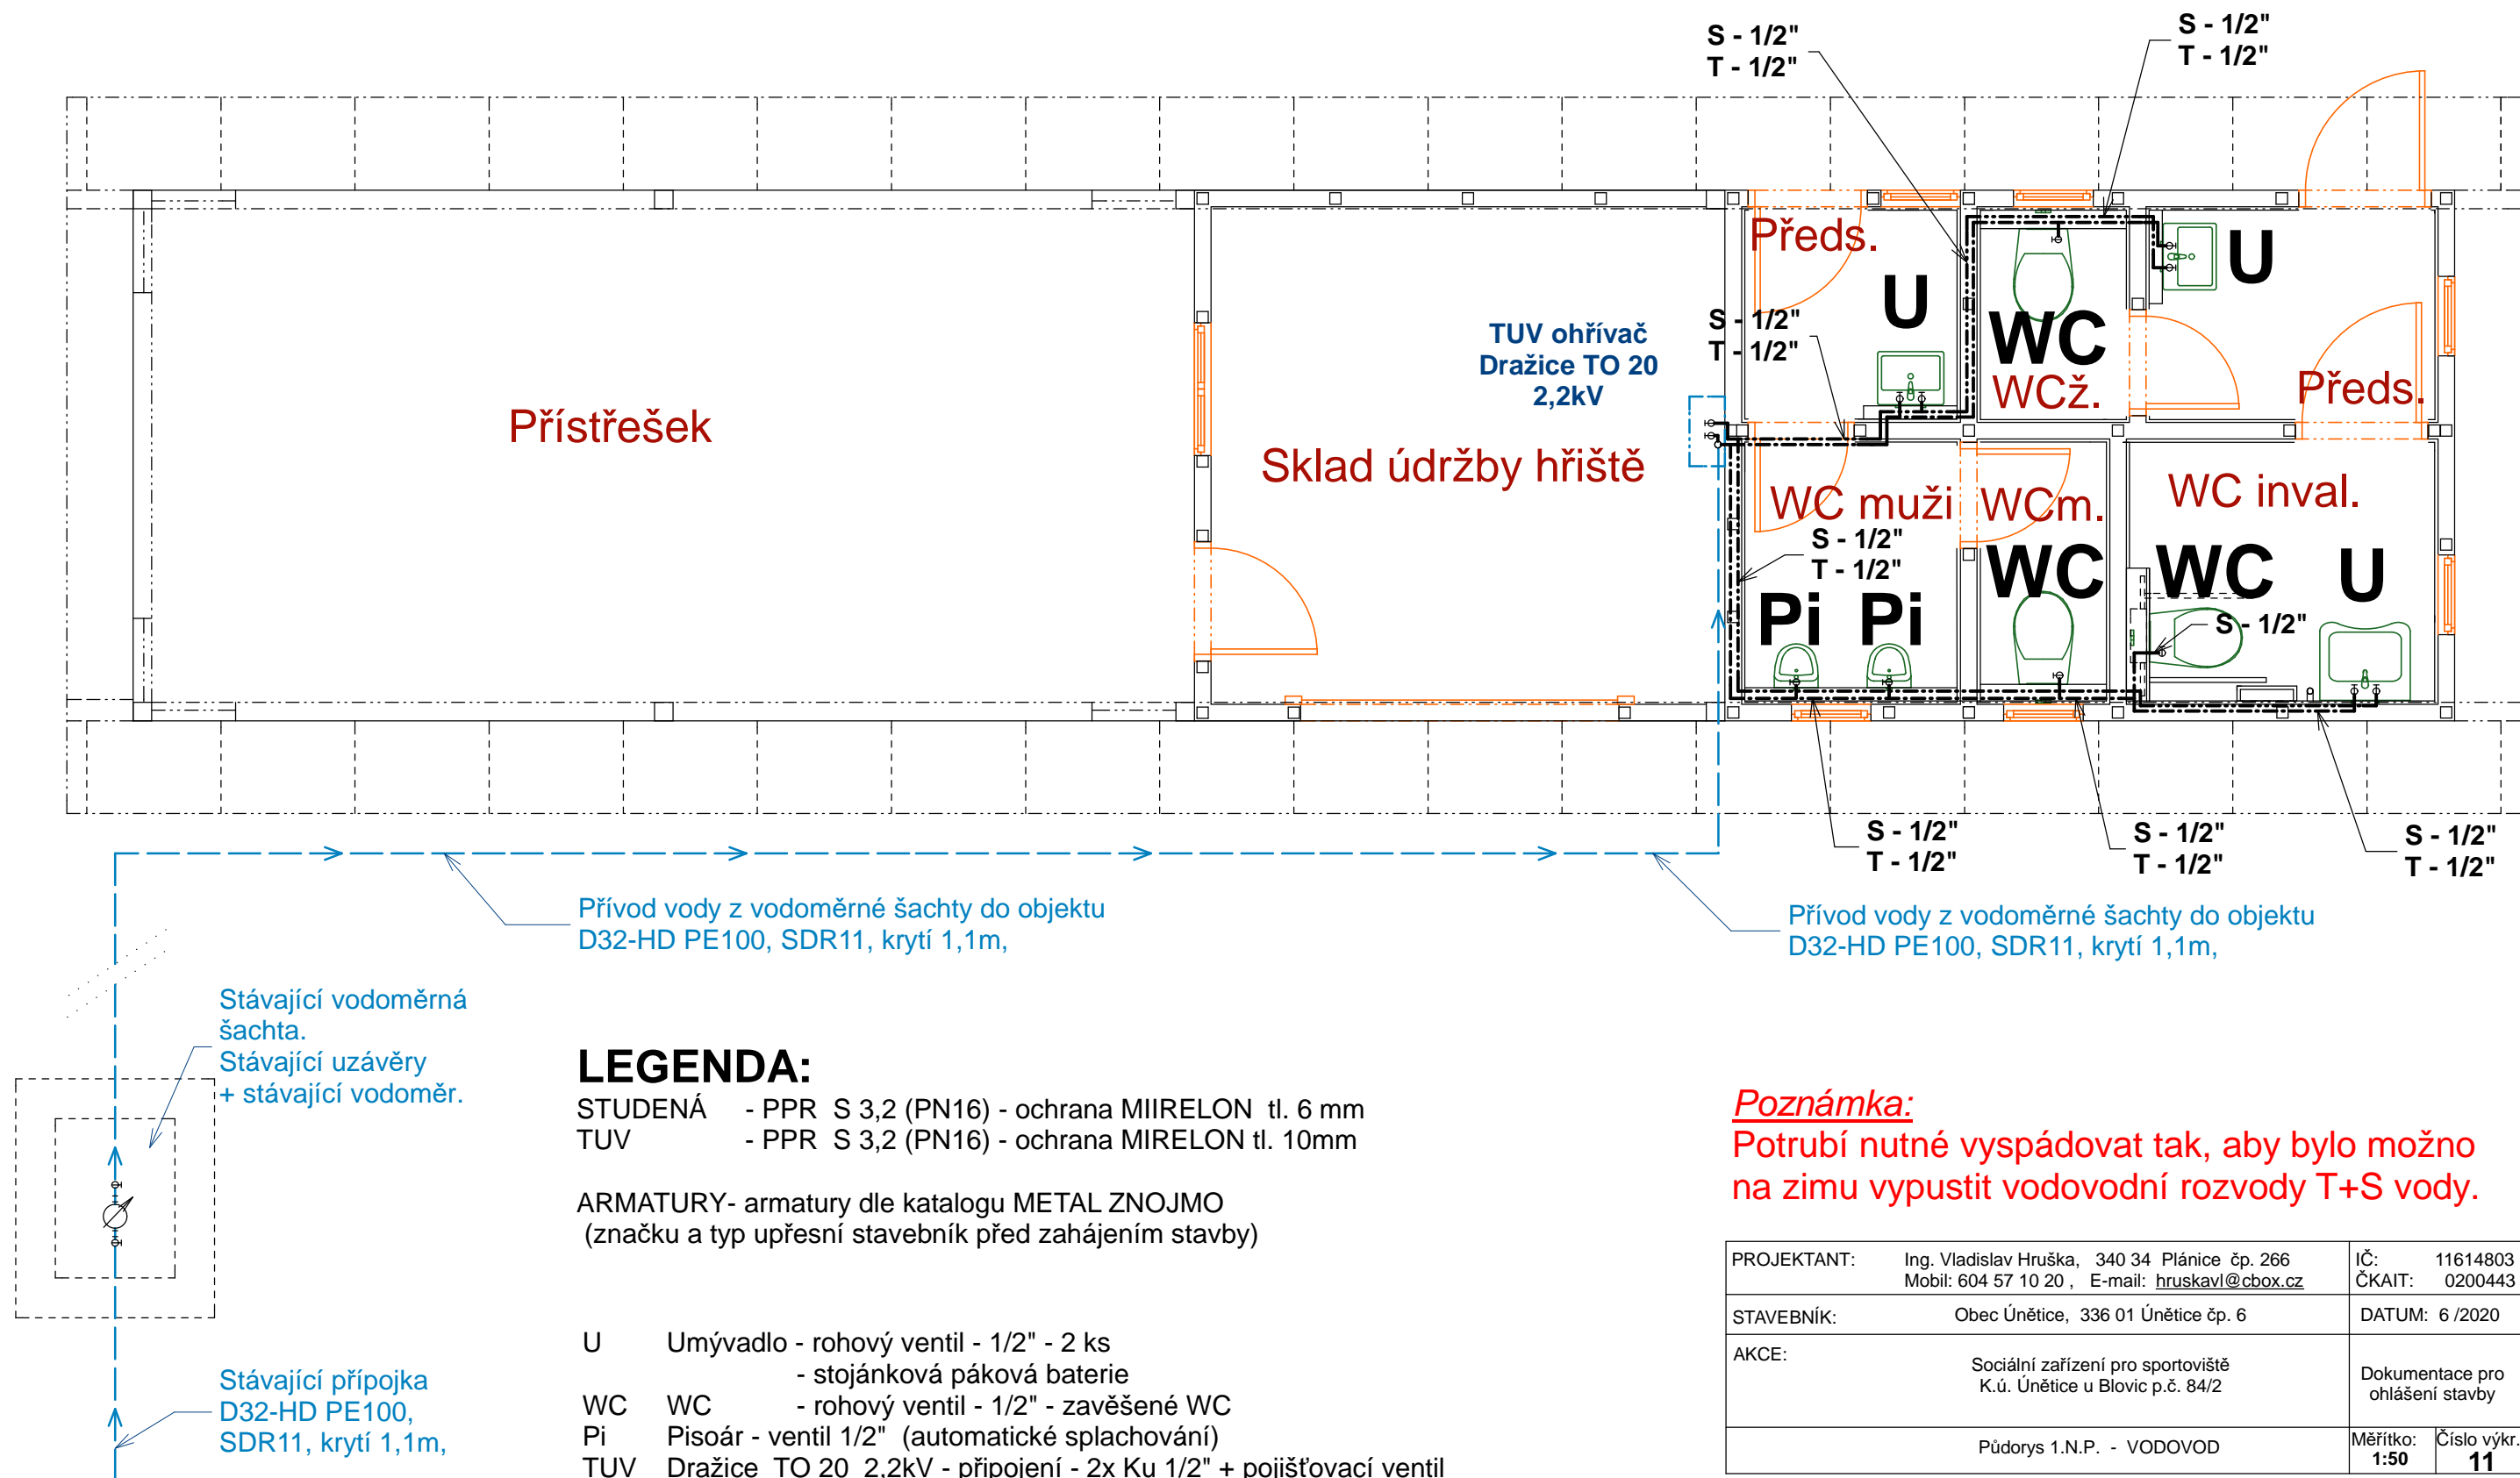 S - 1/2"
T - 1/2"
S - 1/2"
T - 1/2"
Předs.
U
U
WC
WCž.
Předs.
S - 1/2"
T - 1/2"
TUV ohřívač
Dražice TO 20
2,2kV
Přístřešek
Sklad údržby hřiště
WC muži
WCm.
WC inval.
S - 1/2"
T - 1/2"
Pi
Pi
WC
WC
U
S - 1/2"
S - 1/2"
T - 1/2"
S - 1/2"
T - 1/2"
S - 1/2"
T - 1/2"
Přívod vody z vodoměrné šachty do objektu
D32-HD PE100, SDR11, krytí 1,1m,
Přívod vody z vodoměrné šachty do objektu
D32-HD PE100, SDR11, krytí 1,1m,
Stávající vodoměrná
šachta.
Stávající uzávěry
+ stávající vodoměr.
Stávající přípojka
D32-HD PE100,
SDR11, krytí 1,1m,
LEGENDA:
STUDENÁ - PPR S 3,2 (PN16) - ochrana MIIRELON tl. 6 mm
TUV - PPR S 3,2 (PN16) - ochrana MIRELON tl. 10mm
ARMATURY- armatury dle katalogu METAL ZNOJMO
(značku a typ upřesní stavebník před zahájením stavby)
U Umývadlo - rohový ventil - 1/2" - 2 ks
- stojánková páková baterie
WC WC - rohový ventil - 1/2" - zavěšené WC
Pi Pisoár - ventil 1/2" (automatické splachování)
TUV Dražice TO 20 2,2kV - připojení - 2x Ku 1/2" + pojišťovací ventil
Poznámka:
Potrubí nutné vyspádovat tak, aby bylo možno
na zimu vypustit vodovodní rozvody T+S vody.
PROJEKTANT: Ing. Vladislav Hruška, 340 34 Plánice čp. 266 IČ: 11614803
Mobil: 604 57 10 20 , E-mail: hruskavl@cbox.cz ČKAIT: 0200443
STAVEBNÍK: Obec Únětice, 336 01 Únětice čp. 6 DATUM: 6 /2020
AKCE:
Sociální zařízení pro sportoviště
K.ú. Únětice u Blovic p.č. 84/2
Dokumentace pro
ohlášení stavby
Půdorys 1.N.P. - VODOVOD
Měřítko: Číslo výkr.
1:50 11